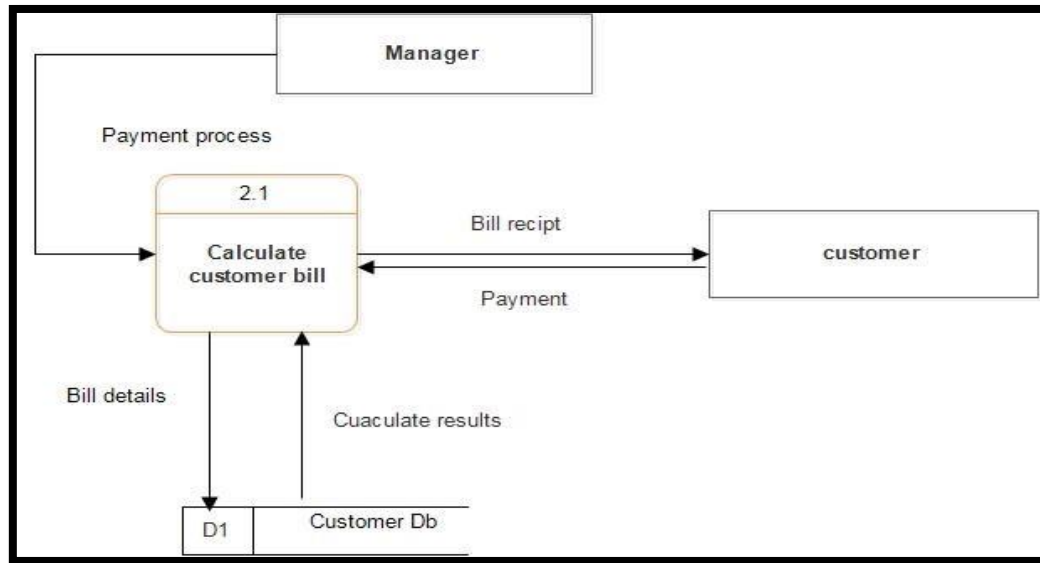 Manager
Payment process
2.1
Calculate
customer bill
Bill recipt
customer
Payment
Bill details
Cuaculate results
D1
Customer Db